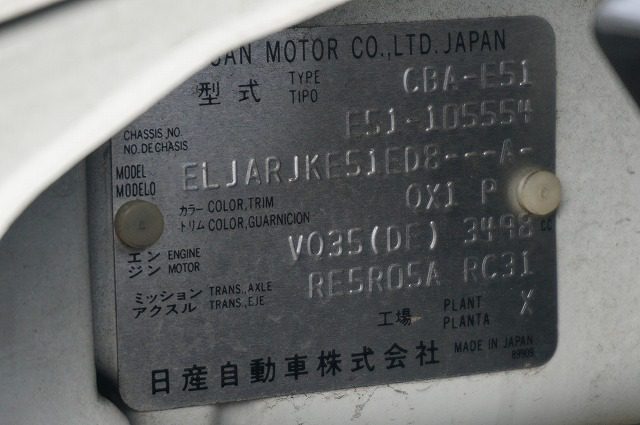 MOTOR CO.,LTD. JAPAN
型式 TYPE TIPO CBA-E51
CHASSIS,NO. NO.DE CHASIS E51-105554
MODEL MODELO ELJARJKE51ED8---A-
カラー COLOR,TRIM トリム COLOR,GUARNICION QX1 P
エンジン ENGINE MOTOR VQ35(DE) 3498 CC
ミッション アクスル TRANS.,AXLE TRANS.,EJE RE5R05A RC31
工場 PLANT PLANTA X
日産自動車株式会社 MADE IN JAPAN
89909